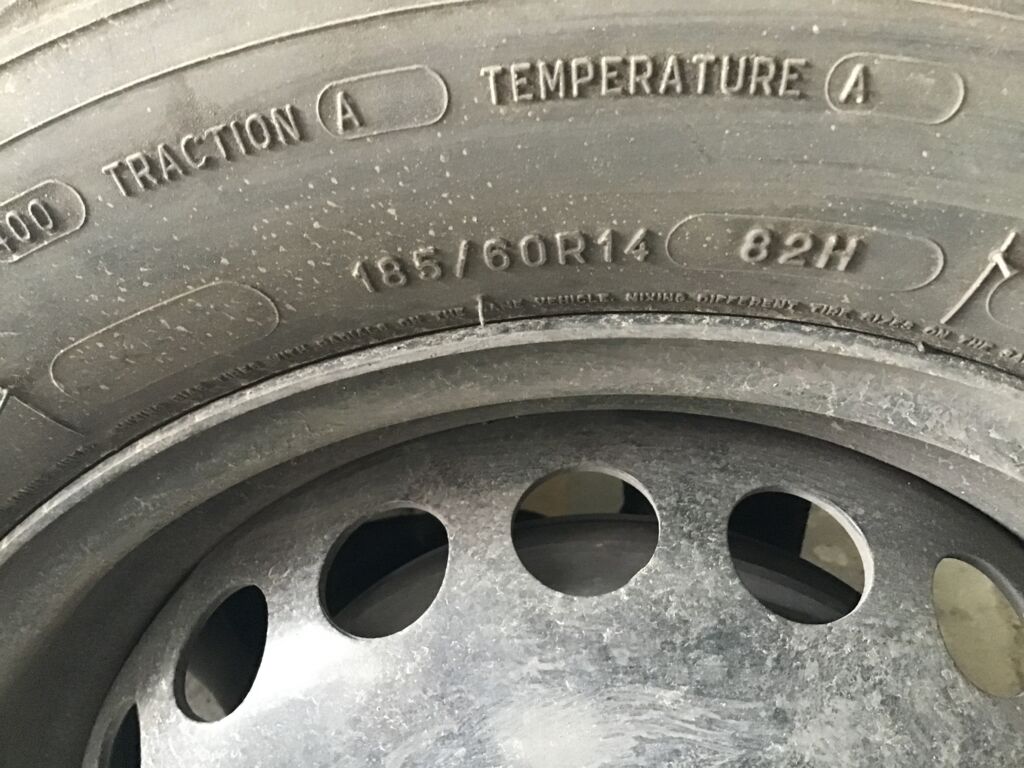 400 TRACTION A TEMPERATURE A
185/60R14 82H
VEHICLE. MIXING DIFFERENT TIRE SIZES ON THE